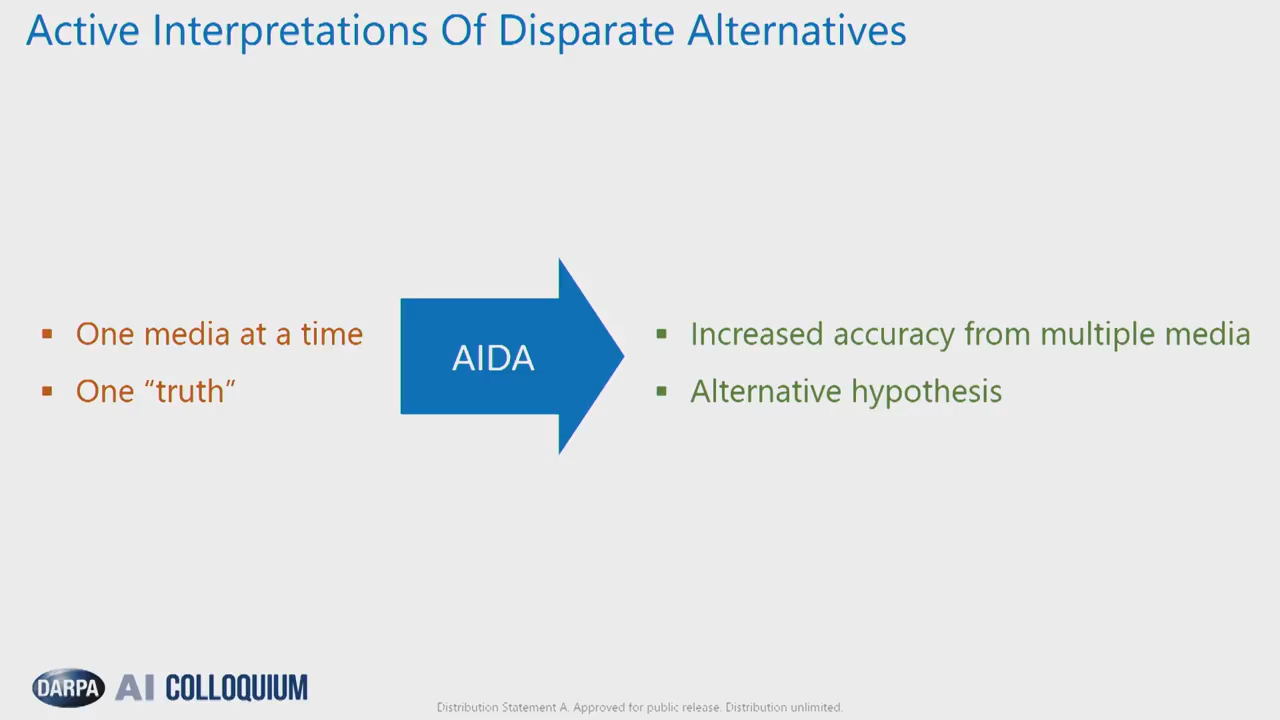 Active Interpretations Of Disparate Alternatives
▪ One media at a time
▪ One “truth”
AIDA
▪ Increased accuracy from multiple media
▪ Alternative hypothesis
DARPA AI COLLOQUIUM
Distribution Statement A. Approved for public release. Distribution unlimited.